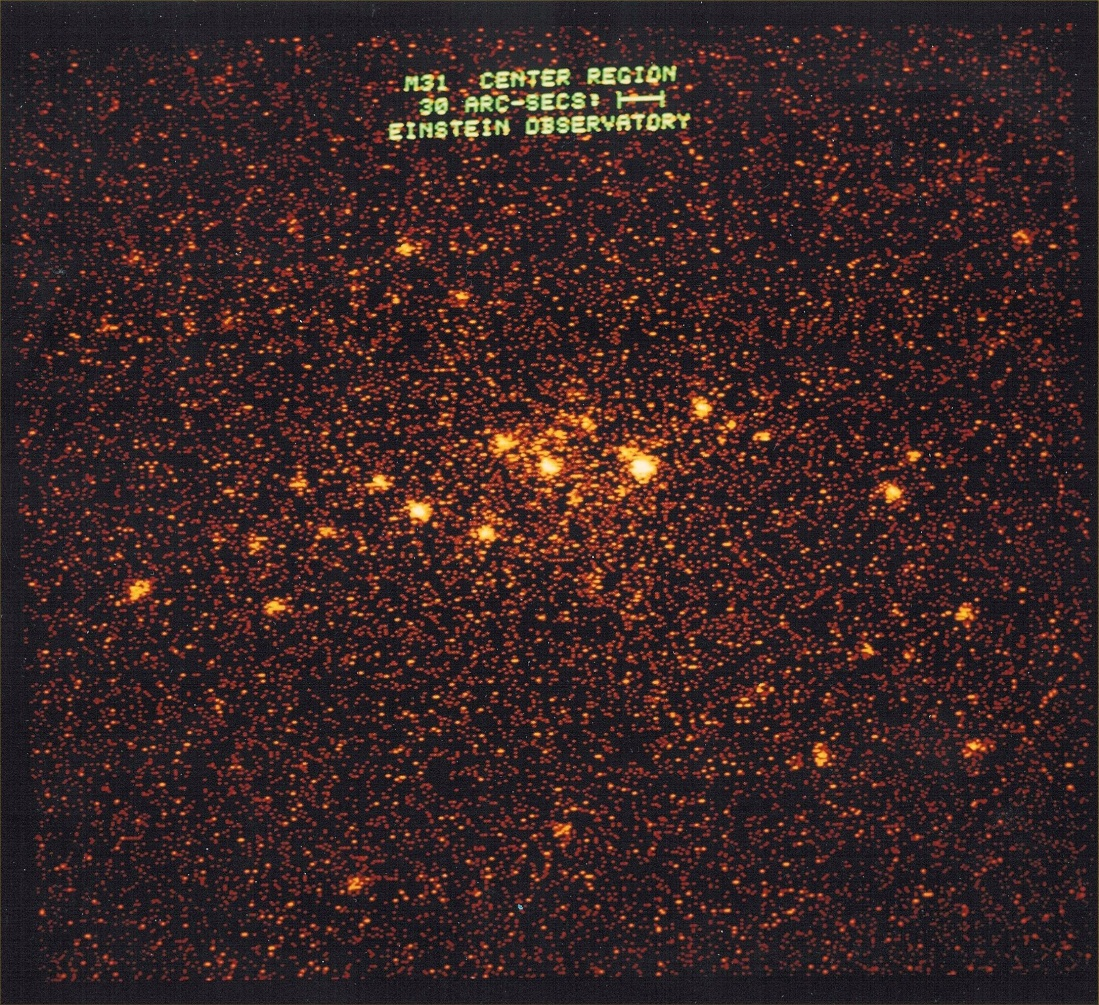 M31 CENTER REGION
30 ARC-SECS:
EINSTEIN OBSERVATORY